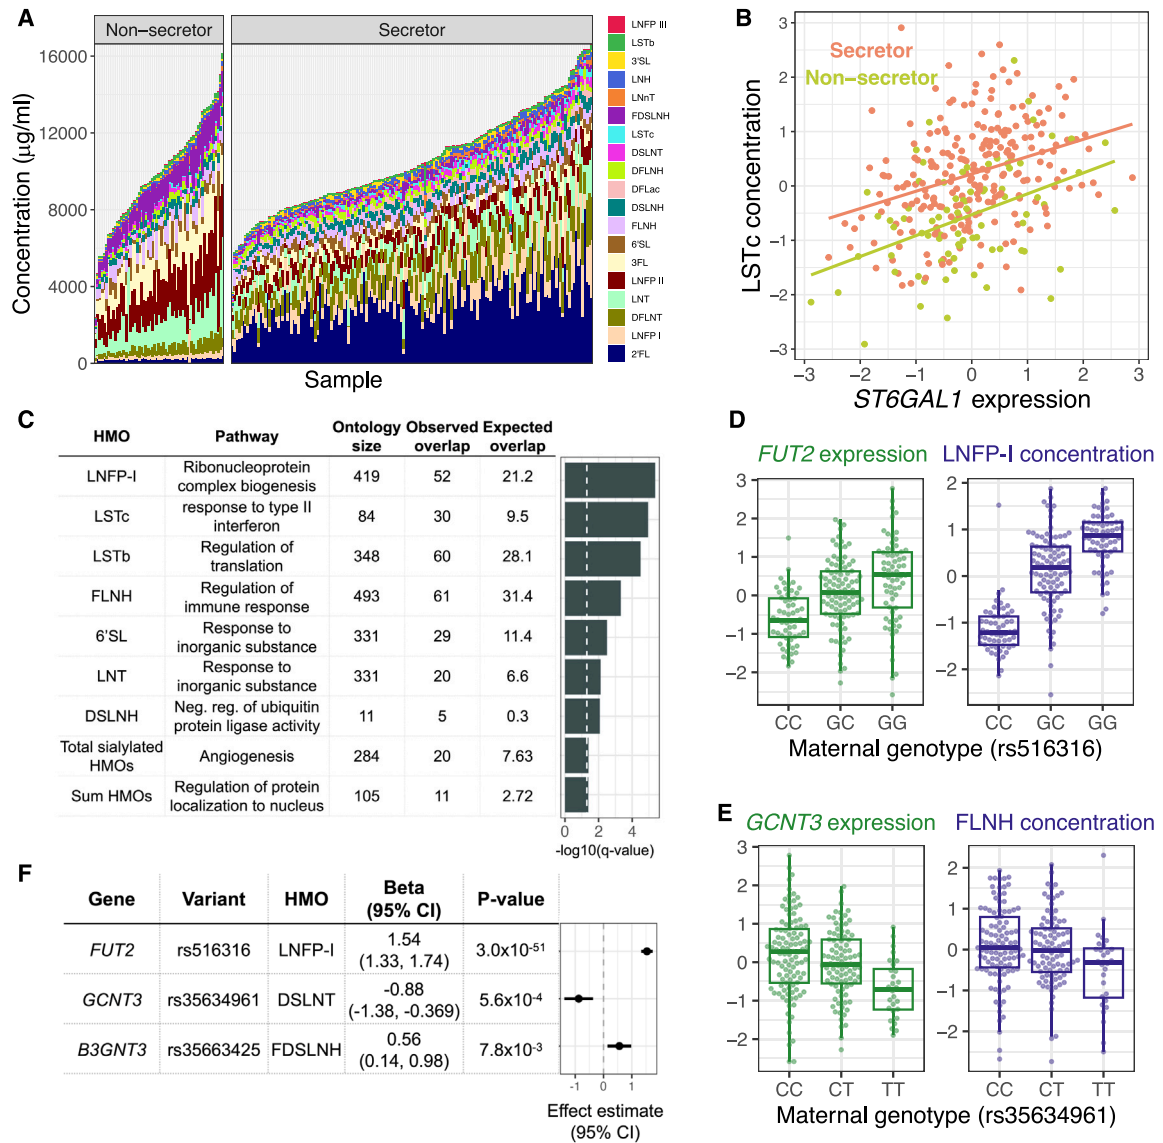 A
Non−secretor
Secretor
16000
12000
8000
4000
0
Concentration (μg/ml)
Sample
LNFP III
LSTb
3'SL
LNH
LNnT
FDSLNH
LSTc
DSLNT
DFLNH
DFLac
DSLNH
FLNH
6'SL
3FL
LNFP II
LNT
DFLNT
LNFP I
2'FL
B
Secretor
Non−secretor
3
2
1
0
−1
−2
−3
LSTc concentration
−3 −2 −1 0 1 2 3
ST6GAL1 expression
C
HMO Pathway Ontology size Observed overlap Expected overlap
LNFP-I Ribonucleoprotein complex biogenesis 419 52 21.2
LSTc response to type II interferon 84 30 9.5
LSTb Regulation of translation 348 60 28.1
FLNH Regulation of immune response 493 61 31.4
6'SL Response to inorganic substance 331 29 11.4
LNT Response to inorganic substance 331 20 6.6
DSLNH Neg. reg. of ubiquitin protein ligase activity 11 5 0.3
Total sialylated HMOs Angiogenesis 284 20 7.63
Sum HMOs Regulation of protein localization to nucleus 105 11 2.72
0 2 4
-log10(q-value)
D
FUT2 expression
LNFP-I concentration
3
2
1
0
−1
−2
CC GC GG
2
1
0
−1
−2
CC GC GG
Maternal genotype (rs516316)
E
GCNT3 expression
FLNH concentration
3
2
1
0
−1
−2
CC CT TT
2
1
0
−1
−2
CC CT TT
Maternal genotype (rs35634961)
F
Gene Variant HMO Beta (95% CI) P-value
FUT2 rs516316 LNFP-I 1.54 (1.33, 1.74) 3.0x10-51
GCNT3 rs35634961 DSLNT -0.88 (-1.38, -0.369) 5.6x10-4
B3GNT3 rs35663425 FDSLNH 0.56 (0.14, 0.98) 7.8x10-3
-1 0 1
Effect estimate
(95% CI)